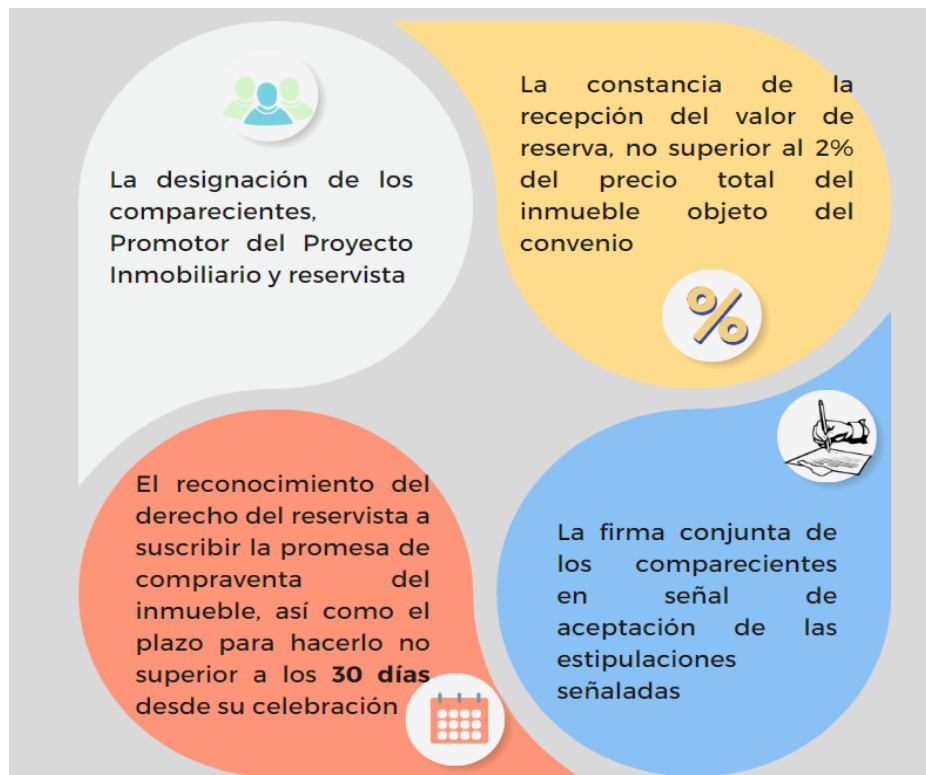 La designación de los
comparecientes,
Promotor del Proyecto
Inmobiliario y reservista
La constancia de la
recepción del valor de
reserva, no superior al 2%
del precio total del
inmueble objeto del
convenio
%
El reconocimiento del
derecho del reservista a
suscribir la promesa de
compraventa del
inmueble, así como el
plazo para hacerlo no
superior a los 30 días
desde su celebración
La firma conjunta de
los comparecientes
en señal de
aceptación de las
estipulaciones
señaladas